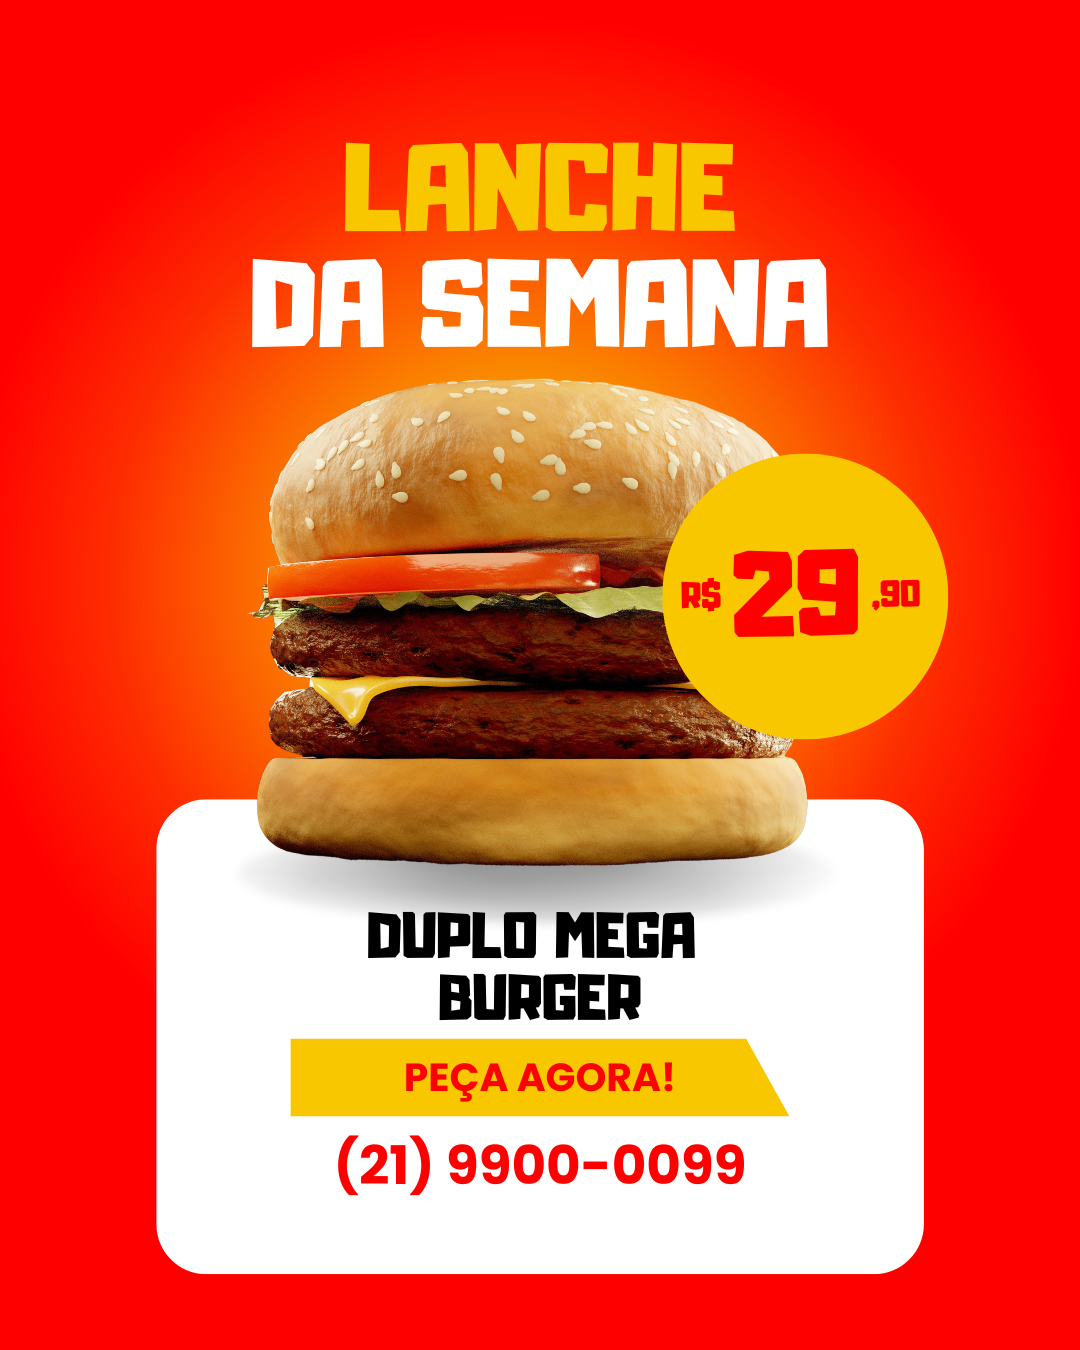 LANCHE
DA SEMANA
R$ 29 ,90
DUPLO MEGA
BURGER
PEÇA AGORA!
(21) 9900-0099